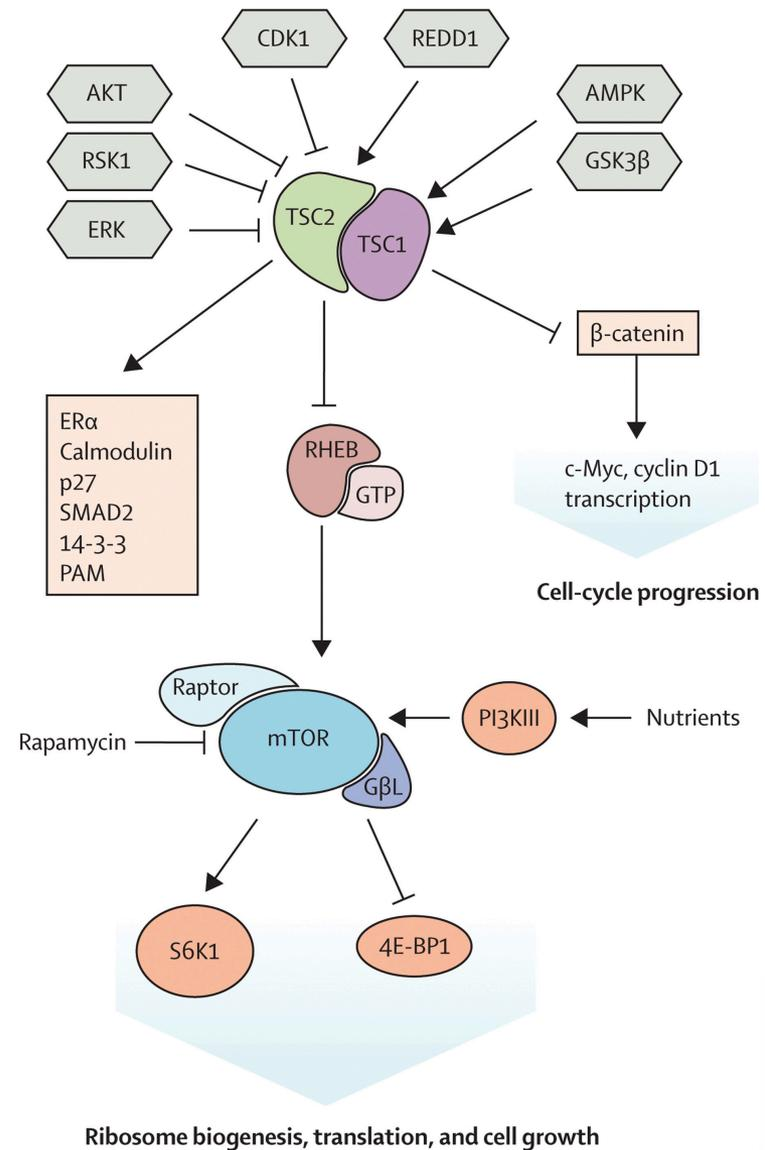 CDK1
REDD1
AKT
AMPK
RSK1
GSK3β
ERK
TSC2
TSC1
β-catenin
ERα
Calmodulin
p27
SMAD2
14-3-3
PAM
RHEB
GTP
c-Myc, cyclin D1
transcription
Cell-cycle progression
Raptor
mTOR
GβL
PI3KIII
Nutrients
Rapamycin
S6K1
4E-BP1
Ribosome biogenesis, translation, and cell growth